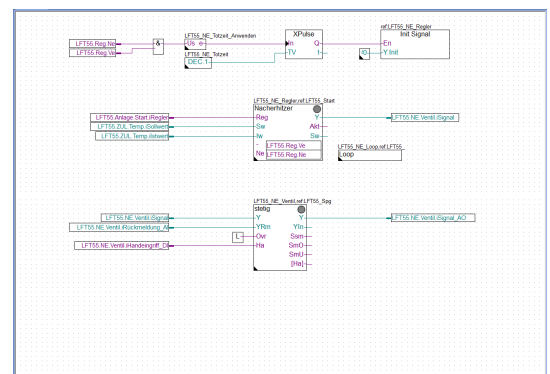 LFT55_NE_Totzeit_Anwenden
ref:LFT55_NE_Regler
LFT55.Reg.Ne
&
Us e
XPulse
Init Signal
LFT55.Reg.Ve
In Q
En
LFT55_NE_Totzeit
DEC.1
TV t
Y.Init
LFT55_NE_Regler,ref:LFT55_Start
Nacherhitzer
LFT55.Anlage.Start.iRegler
Reg Y
LFT55.NE.Ventil.iSignal
LFT55.ZUL.Temp.iSollwert
Sw Akt
LFT55.ZUL.Temp.iIstwert
Iw Sw
- LFT55.Reg.Ve
LFT55_NE_Loop,ref:LFT55_
Ne LFT55.Reg.Ne
Loop
LFT55_NE_Ventil,ref:LFT55_Spg
stetig
LFT55.NE.Ventil.iSignal
Y Y
LFT55.NE.Ventil.iSignal_AO
LFT55.NE.Ventil.iRückmeldung_AI
YRm YIn
L
Ovr Ssm
LFT55.NE.Ventil.iHandeingriff_DI
Ha SmO
SmU
[Ha]